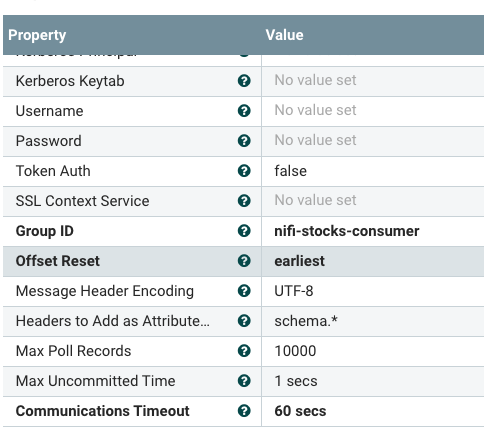 Property Value
Kerberos Principal
Kerberos Keytab No value set
Username No value set
Password No value set
Token Auth false
SSL Context Service No value set
Group ID nifi-stocks-consumer
Offset Reset earliest
Message Header Encoding UTF-8
Headers to Add as Attribute... schema.*
Max Poll Records 10000
Max Uncommitted Time 1 secs
Communications Timeout 60 secs